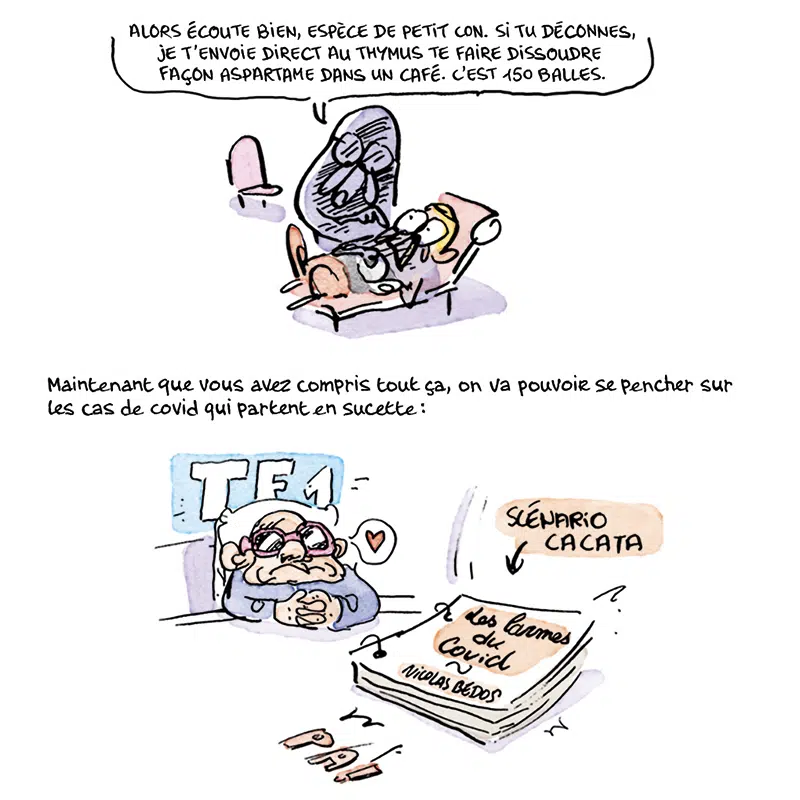 ALORS ÉCOUTE BIEN, ESPÈCE DE PETIT CON. SI TU DÉCONNES,
JE T'ENVOIE DIRECT AU THYMUS TE FAIRE DISSOUDRE
FAÇON ASPARTAME DANS UN CAFÉ. C'EST 150 BALLES.
Maintenant que vous avez compris tout ça, on va pouvoir se pencher sur
les cas de covid qui partent en sucette :
TF1
SCÉNARIO
CACATA
Les larmes
du
Covid
~
NICOLAS BEDOS
PAF